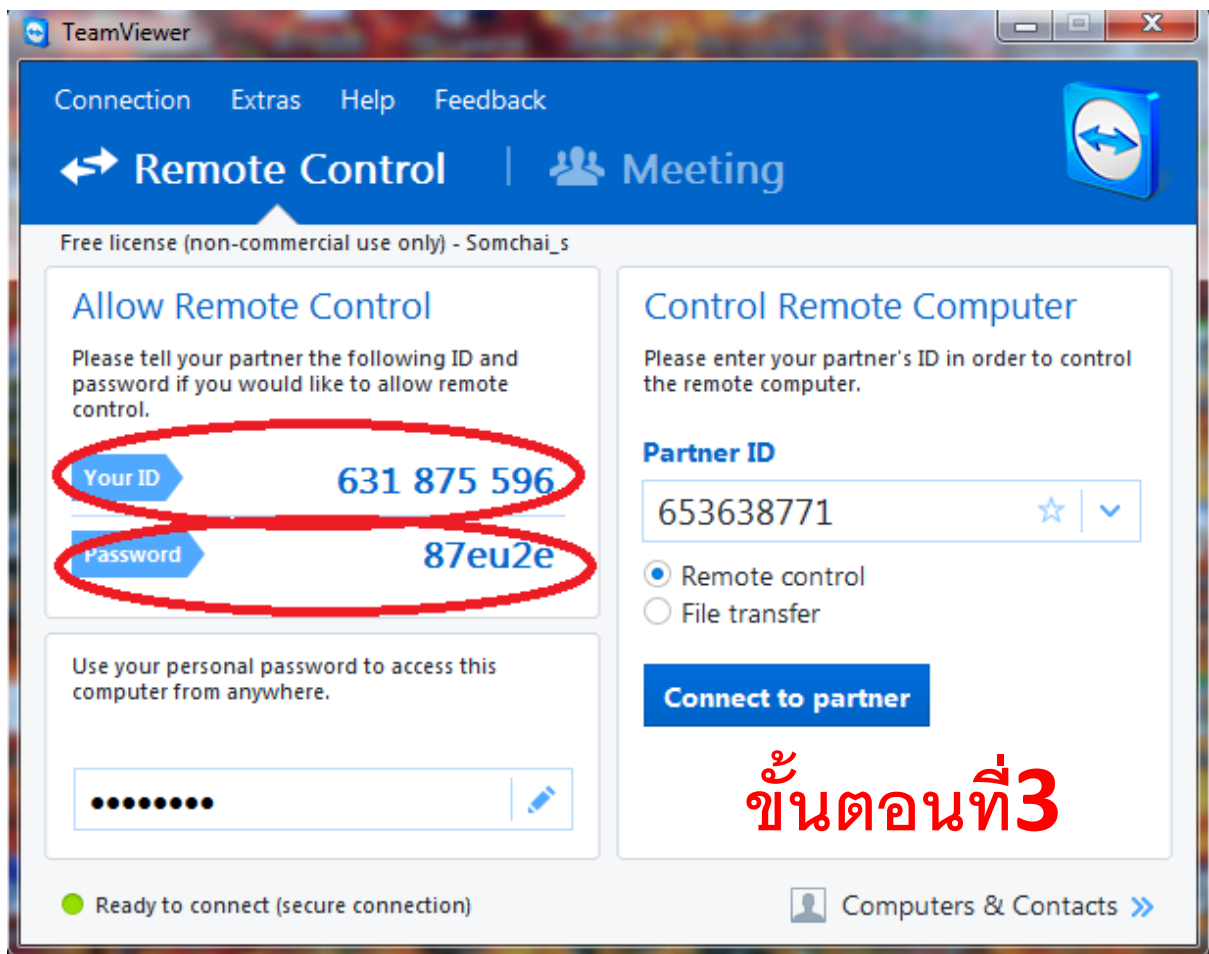 TeamViewer
Connection Extras Help Feedback
Remote Control Meeting
Free license (non-commercial use only) - Somchai_s
Allow Remote Control
Please tell your partner the following ID and
password if you would like to allow remote
control.
Your ID 631 875 596
Password 87eu2e
Use your personal password to access this
computer from anywhere.
Control Remote Computer
Please enter your partner's ID in order to control
the remote computer.
Partner ID
653638771
Remote control
File transfer
Connect to partner
ขั้นตอนที่3
Ready to connect (secure connection)
Computers & Contacts